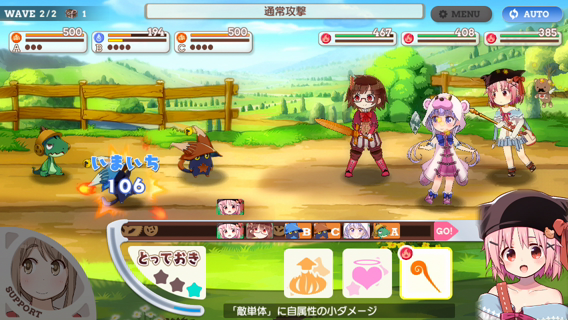 WAVE 2/2 1
通常攻撃
MENU
AUTO
500
A
174
B
500
C
467
408
385
いまいち
106
B
C
A
GO!
とっておき
SUPPORT
「敵単体」に自属性の小ダメージ